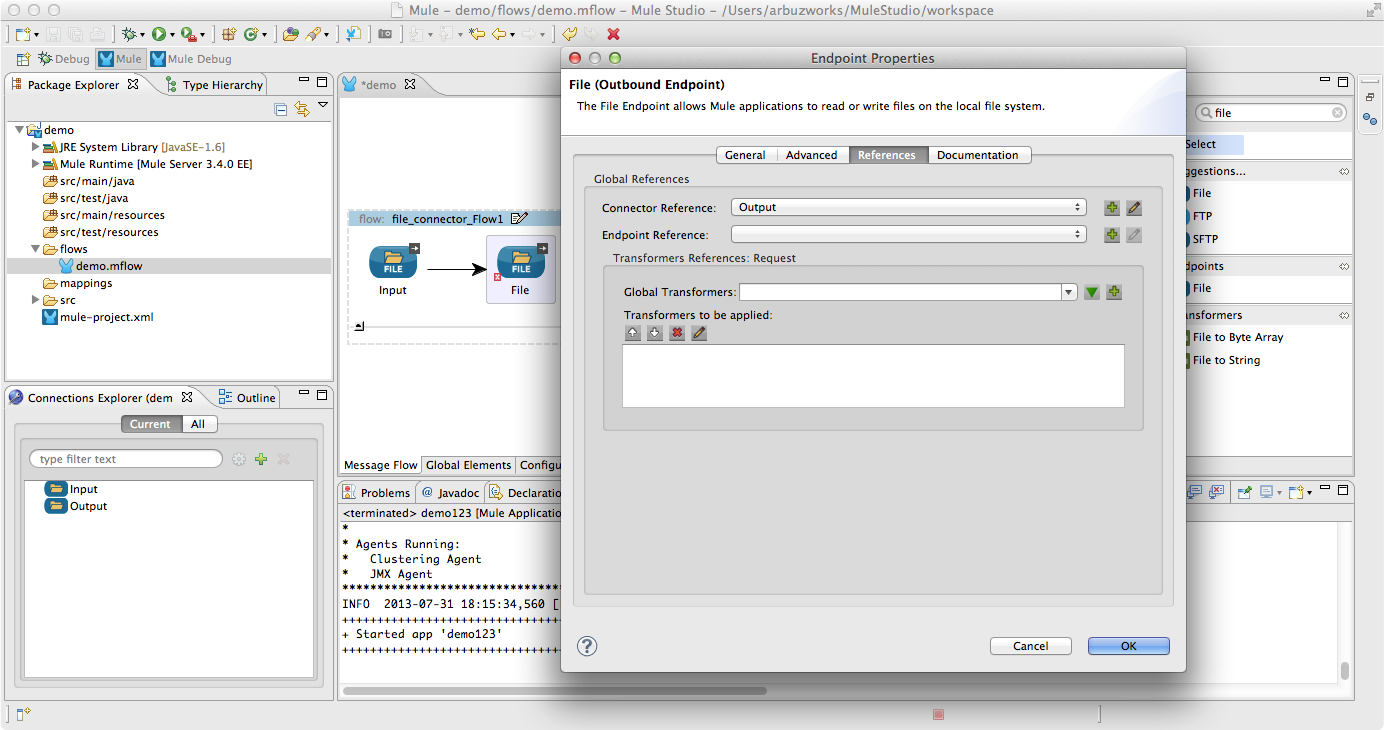 Mule – demo/flows/demo.mflow – Mule Studio – /Users/arbuzworks/MuleStudio/workspace
Debug Mule Mule Debug
Package Explorer Type Hierarchy
demo
JRE System Library [JavaSE-1.6]
Mule Runtime [Mule Server 3.4.0 EE]
src/main/java
src/test/java
src/main/resources
src/test/resources
flows
demo.mflow
mappings
src
mule-project.xml
Connections Explorer (dem Outline
Current All
type filter text
Input
Output
*demo
flow: file_connector_Flow1
FILE
Input
FILE
File
Message Flow Global Elements Configu
Problems @ Javadoc Declaratio
<terminated> demo123 [Mule Applicatio
*
* Agents Running:
* Clustering Agent
* JMX Agent
************************************
INFO 2013-07-31 18:15:34,560 [
++++++++++++++++++++++++++++++++++++
+ Started app 'demo123'
++++++++++++++++++++++++++++++++++++
Endpoint Properties
File (Outbound Endpoint)
The File Endpoint allows Mule applications to read or write files on the local file system.
General Advanced References Documentation
Global References
Connector Reference: Output
Endpoint Reference:
Transformers References: Request
Global Transformers:
Transformers to be applied:
?
Cancel OK
file
Select
ggestions...
File
FTP
SFTP
dpoints
File
ansformers
File to Byte Array
File to String